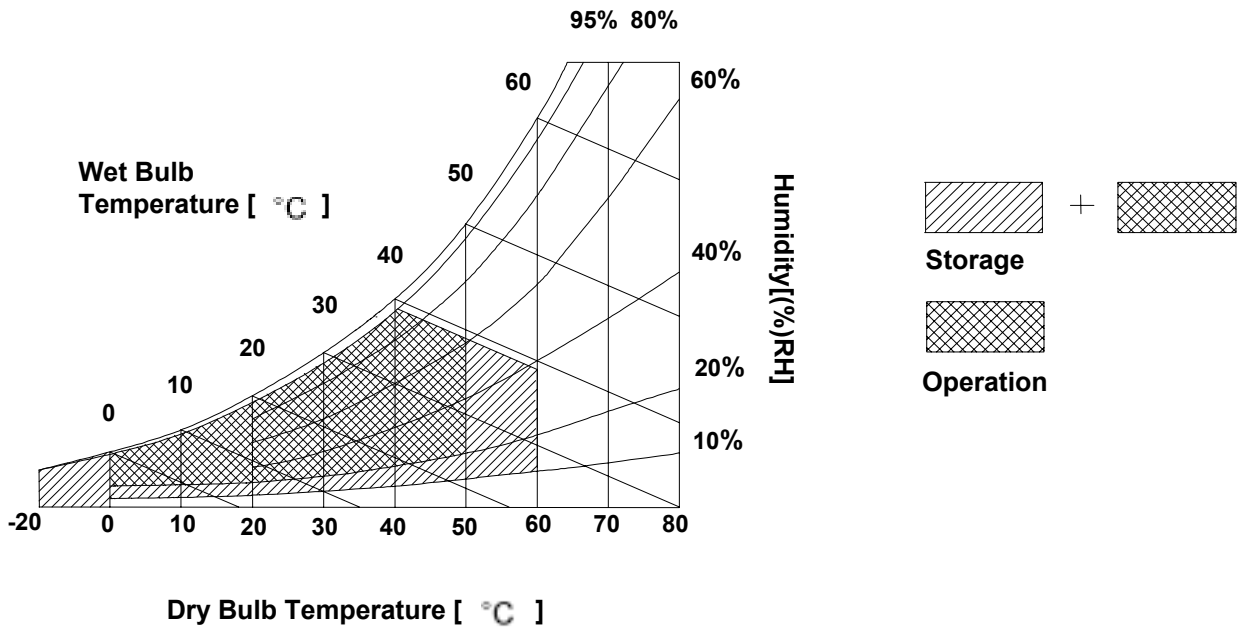 95% 80%
60%
60
Wet Bulb
Temperature [ °C ]
50
Humidity[(%)RH]
40%
40
30
20
10
0
20%
10%
-20 0 10 20 30 40 50 60 70 80
Dry Bulb Temperature [ °C ]
+
Storage
Operation